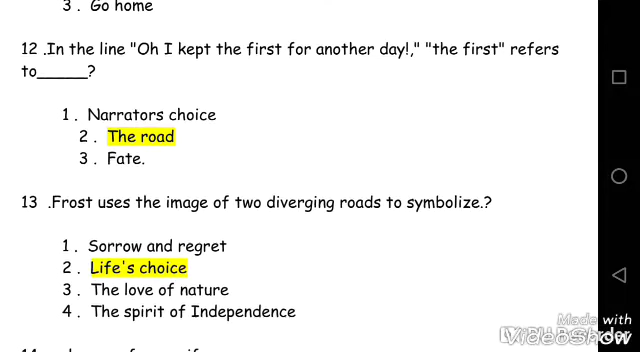 3 . Go home
12 .In the line "Oh I kept the first for another day!," "the first" refers
to_____?
1 . Narrators choice
2 . The road
3 . Fate.
13 .Frost uses the image of two diverging roads to symbolize.?
1 . Sorrow and regret
2 . Life's choice
3 . The love of nature
4 . The spirit of Independence
Made with
VideoShow